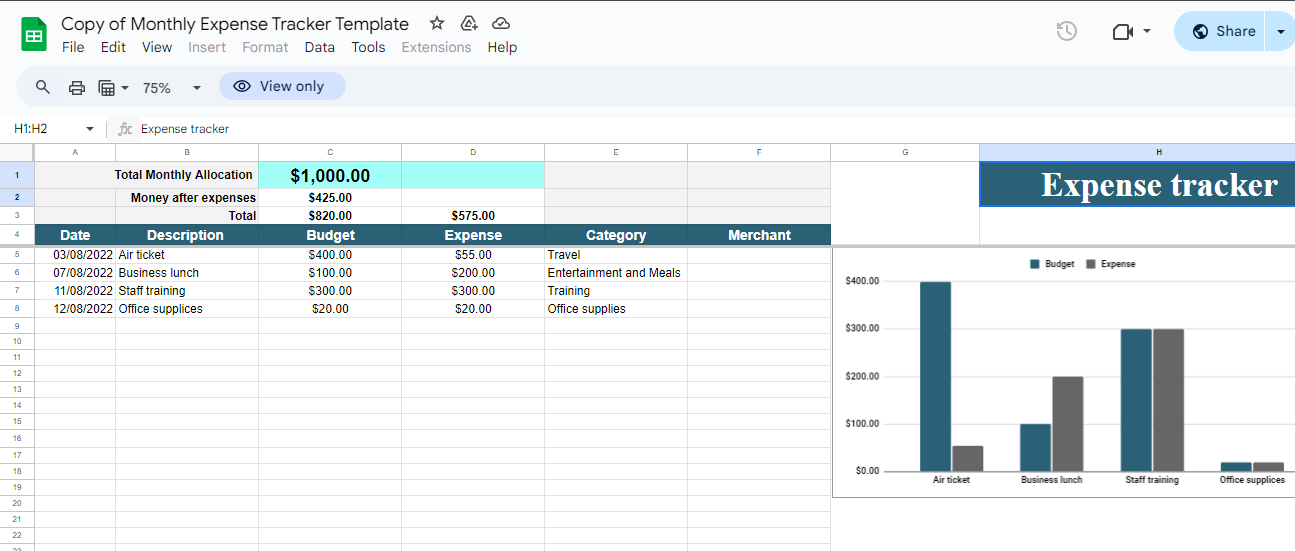 Copy of Monthly Expense Tracker Template
File Edit View Insert Format Data Tools Extensions Help
Share
75% View only
H1:H2 fx Expense tracker
A B C D E F G H
1 Total Monthly Allocation $1,000.00 Expense tracker
2 Money after expenses $425.00
3 Total $820.00 $575.00
4 Date Description Budget Expense Category Merchant
5 03/08/2022 Air ticket $400.00 $55.00 Travel
6 07/08/2022 Business lunch $100.00 $200.00 Entertainment and Meals
7 11/08/2022 Staff training $300.00 $300.00 Training
8 12/08/2022 Office supplices $20.00 $20.00 Office supplies
9
10
11
12
13
14
15
16
17
18
19
20
21
22
Budget Expense
$400.00
$300.00
$200.00
$100.00
$0.00
Air ticket Business lunch Staff training Office supplices